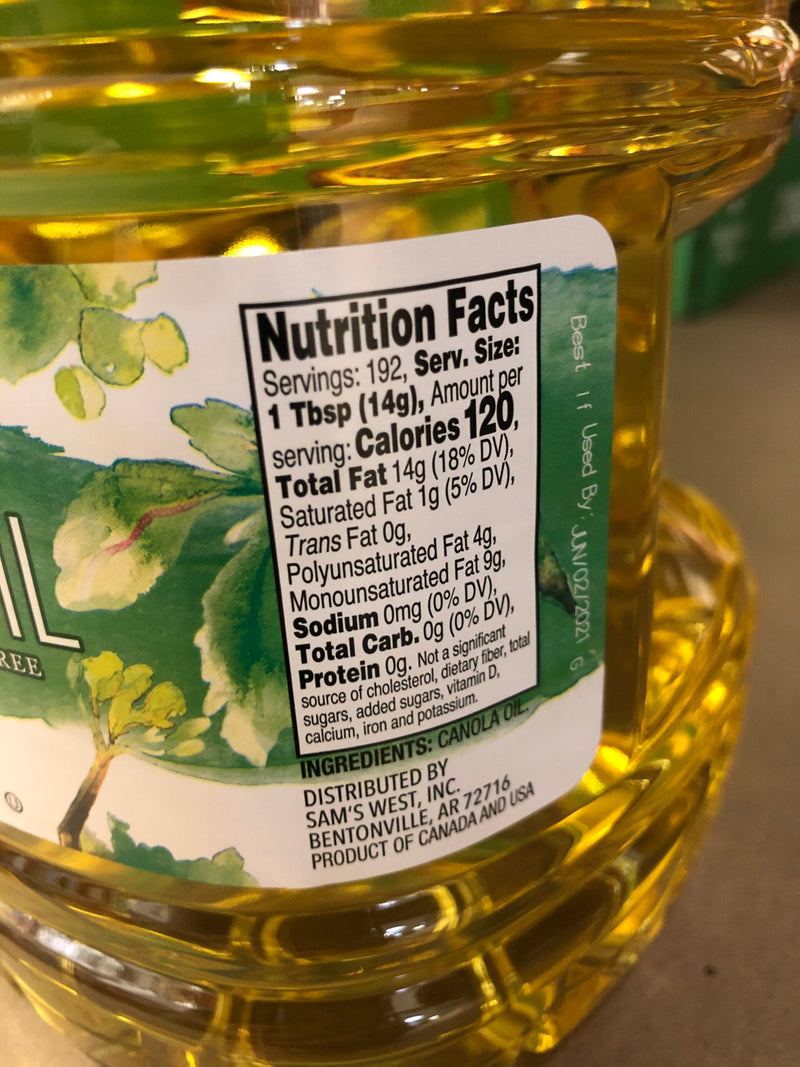 IL
REE
Nutrition Facts
Servings: 192, Serv. Size:
1 Tbsp (14g), Amount per
serving: Calories 120,
Total Fat 14g (18% DV),
Saturated Fat 1g (5% DV),
Trans Fat 0g,
Polyunsaturated Fat 4g,
Monounsaturated Fat 9g,
Sodium 0mg (0% DV),
Total Carb. 0g (0% DV),
Protein 0g. Not a significant
source of cholesterol, dietary fiber, total
sugars, added sugars, vitamin D,
calcium, iron and potassium.
INGREDIENTS: CANOLA OIL.
DISTRIBUTED BY
SAM'S WEST, INC.
BENTONVILLE, AR 72716
PRODUCT OF CANADA AND USA
Best If Used By: JUN/02/2021 G